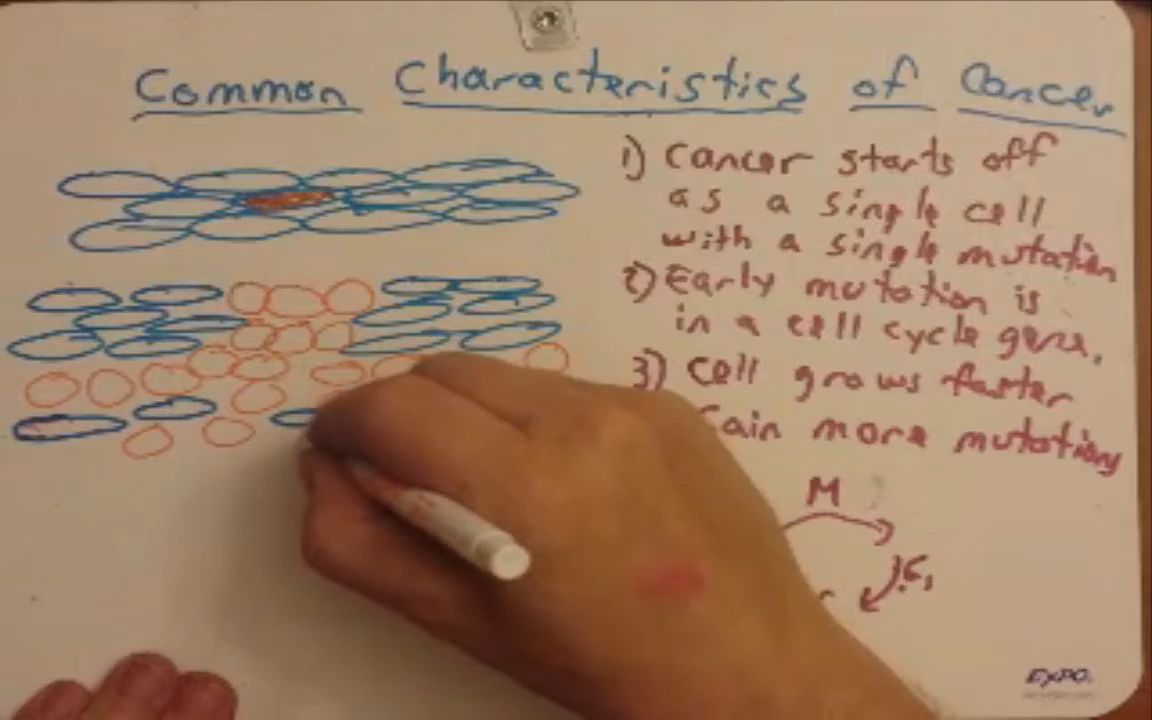 Common Characteristics of Cancer
1) Cancer starts off
as a single cell
with a single mutation
2) Early mutation is
in a cell cycle gene.
3) Cell grows faster
Gain more mutations
M
G1
EXPO.